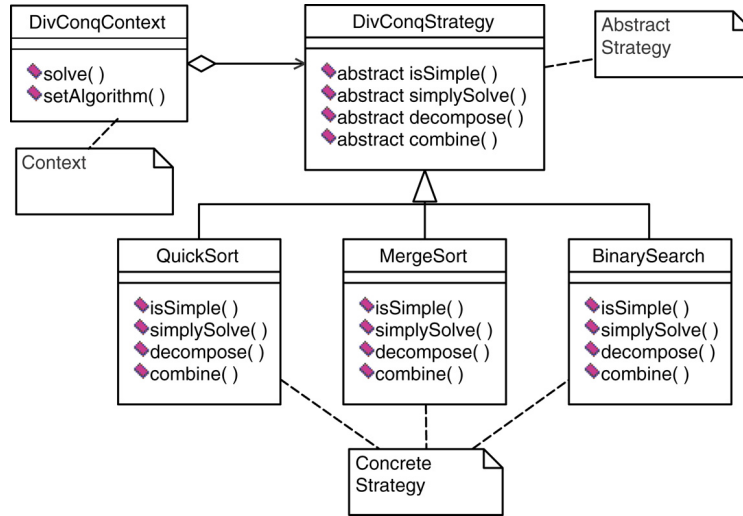 DivConqContext
solve( )
setAlgorithm( )
DivConqStrategy
abstract isSimple( )
abstract simplySolve( )
abstract decompose( )
abstract combine( )
Abstract
Strategy
Context
QuickSort
isSimple( )
simplySolve( )
decompose( )
combine( )
MergeSort
isSimple( )
simplySolve( )
decompose( )
combine( )
BinarySearch
isSimple( )
simplySolve( )
decompose( )
combine( )
Concrete
Strategy